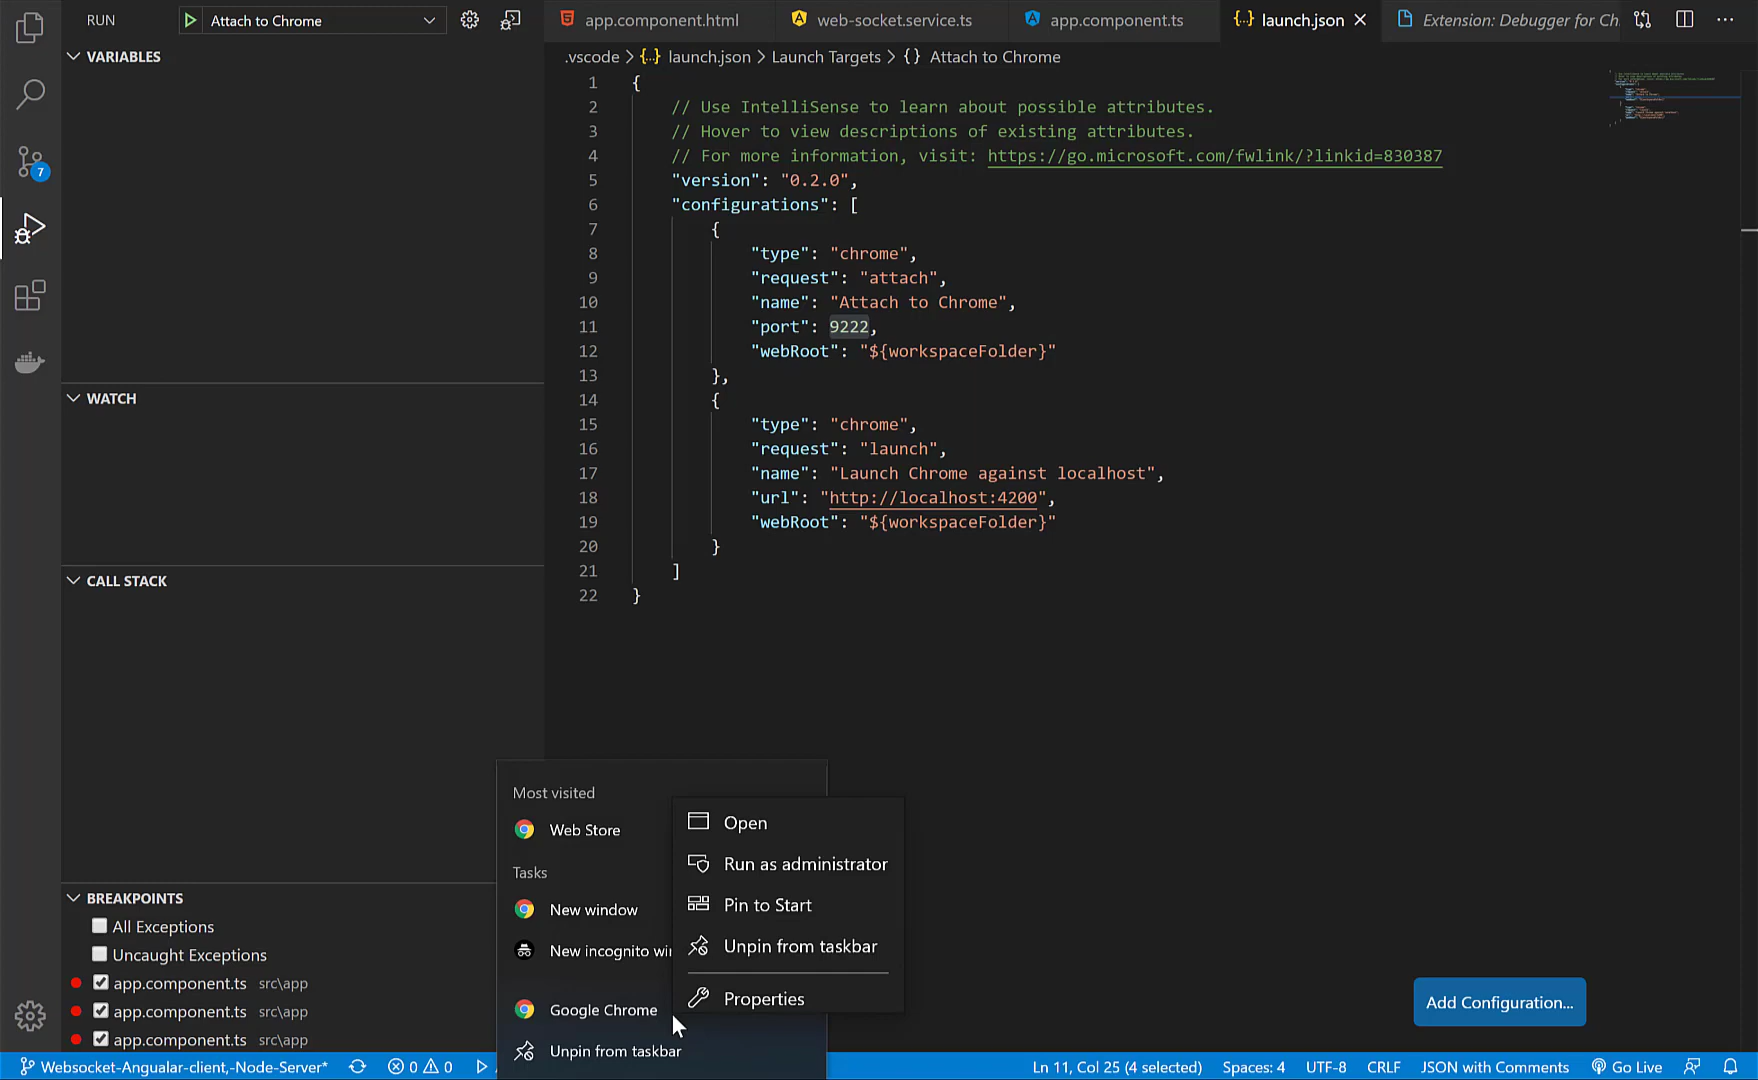 RUN
Attach to Chrome
app.component.html
web-socket.service.ts
app.component.ts
launch.json
Extension: Debugger for Ch
VARIABLES
.vscode > launch.json > Launch Targets > {} Attach to Chrome
1 {
2 // Use IntelliSense to learn about possible attributes.
3 // Hover to view descriptions of existing attributes.
4 // For more information, visit: https://go.microsoft.com/fwlink/?linkid=830387
5 "version": "0.2.0",
6 "configurations": [
7 {
8 "type": "chrome",
9 "request": "attach",
10 "name": "Attach to Chrome",
11 "port": 9222,
12 "webRoot": "${workspaceFolder}"
13 },
14 {
15 "type": "chrome",
16 "request": "launch",
17 "name": "Launch Chrome against localhost",
18 "url": "http://localhost:4200",
19 "webRoot": "${workspaceFolder}"
20 }
21 ]
22 }
7
WATCH
CALL STACK
BREAKPOINTS
All Exceptions
Uncaught Exceptions
app.component.ts src\app
app.component.ts src\app
app.component.ts src\app
Most visited
Web Store
Tasks
New window
New incognito wi
Google Chrome
Unpin from taskbar
Open
Run as administrator
Pin to Start
Unpin from taskbar
Properties
Add Configuration...
Websocket-Angualar-client,-Node-Server*
0
0
Ln 11, Col 25 (4 selected)
Spaces: 4
UTF-8
CRLF
JSON with Comments
Go Live